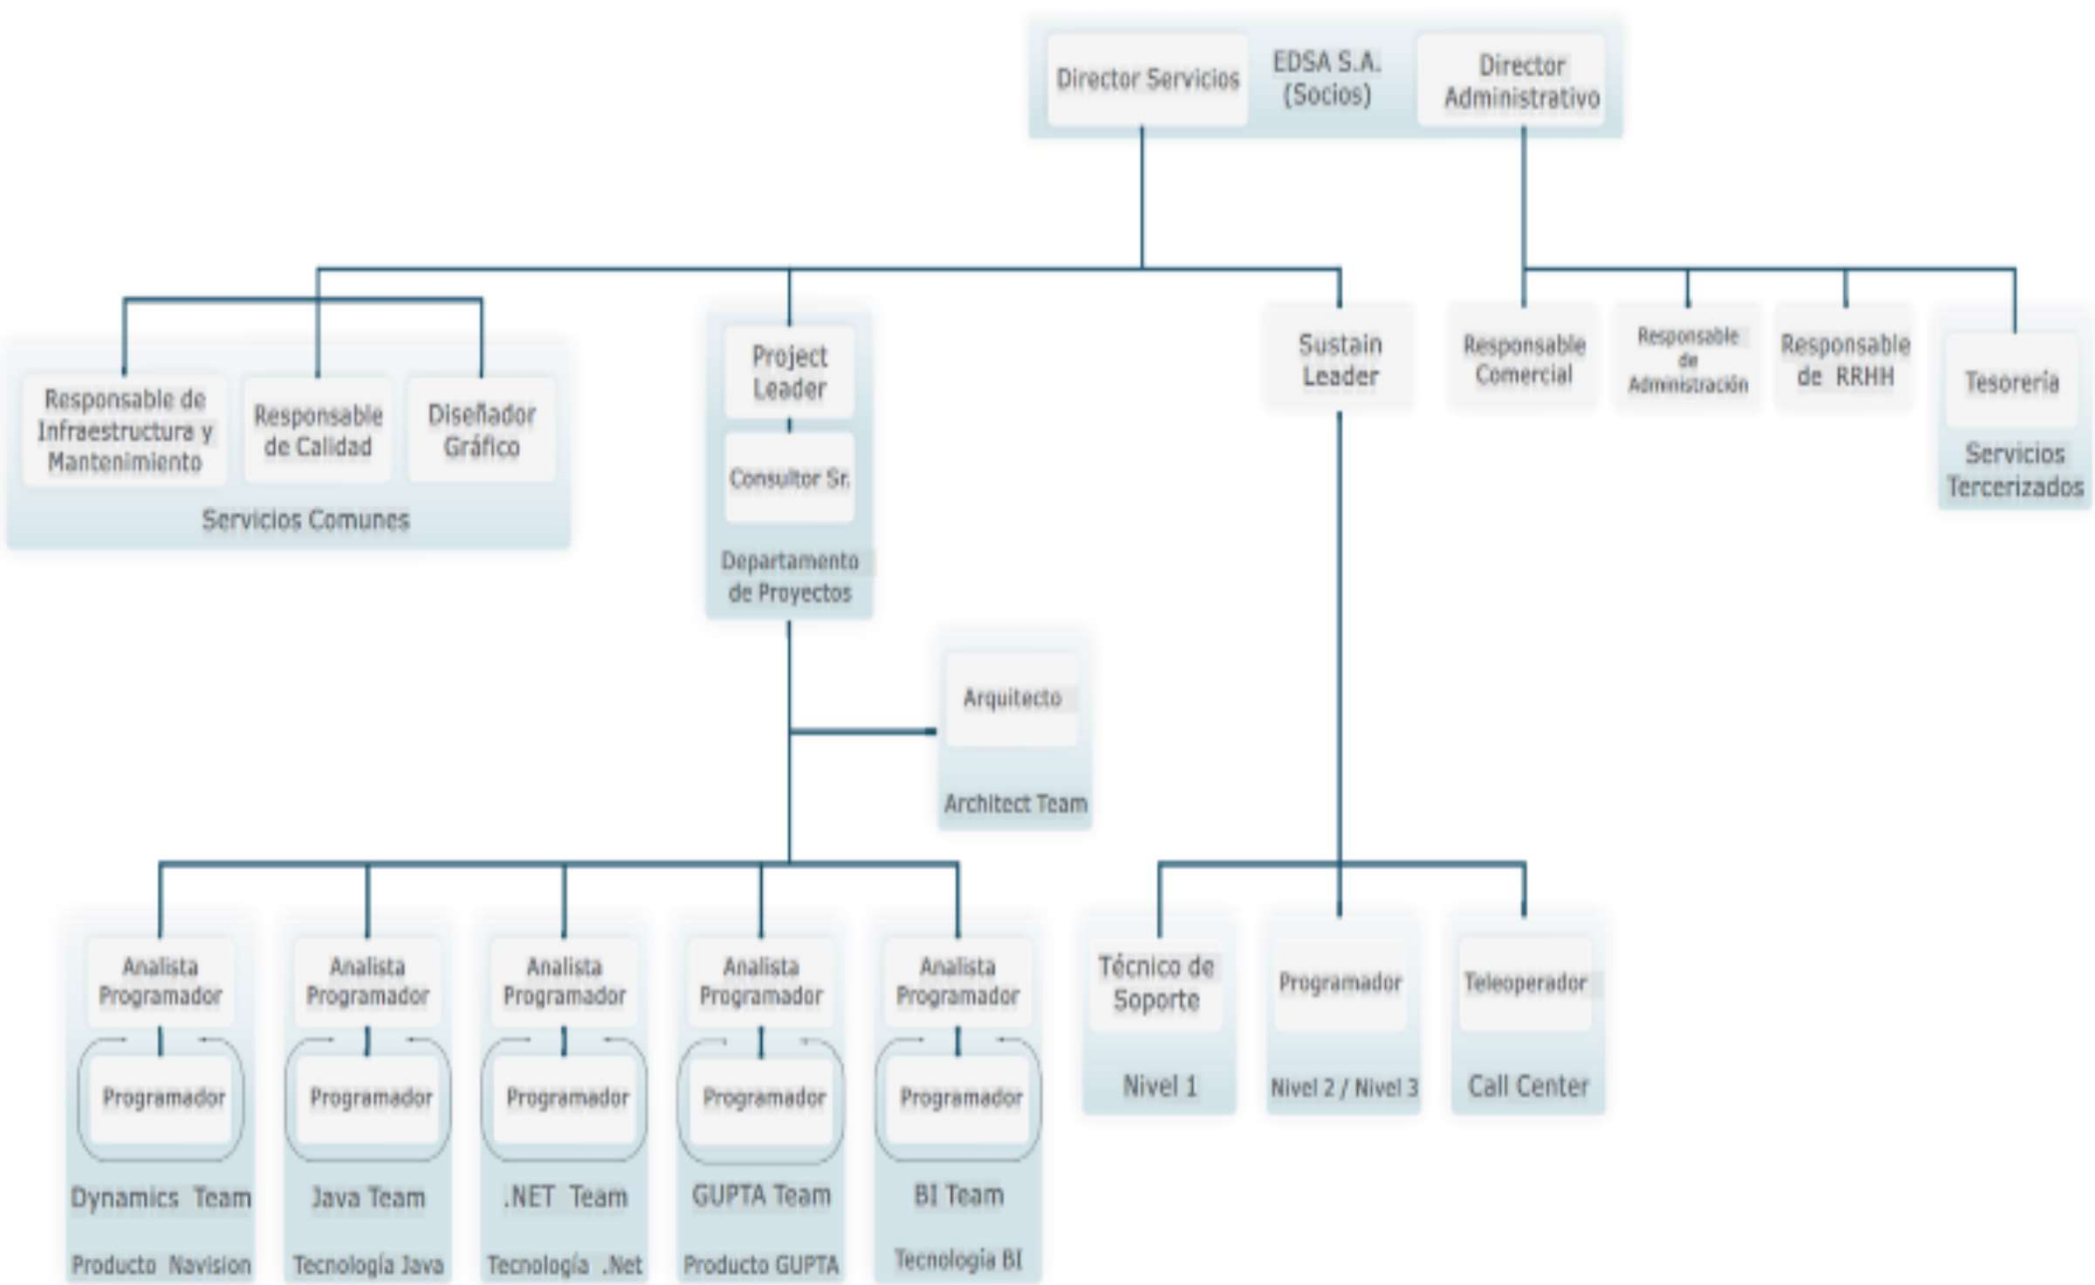 Director Servicios
EDSA S.A.
(Socios)
Director
Administrativo
Responsable de
Infraestructura y
Mantenimiento
Responsable
de Calidad
Diseñador
Gráfico
Servicios Comunes
Project
Leader
Consultor Sr.
Departamento
de Proyectos
Sustain
Leader
Responsable
Comercial
Responsable
de
Administración
Responsable
de RRHH
Tesorería
Servicios
Tercerizados
Arquitecto
Architect Team
Analista
Programador
Programador
Dynamics Team
Producto Navision
Analista
Programador
Programador
Java Team
Tecnología Java
Analista
Programador
Programador
.NET Team
Tecnología .Net
Analista
Programador
Programador
GUPTA Team
Producto GUPTA
Analista
Programador
Programador
BI Team
Tecnologia BI
Técnico de
Soporte
Nivel 1
Programador
Nivel 2 / Nivel 3
Teleoperador
Call Center